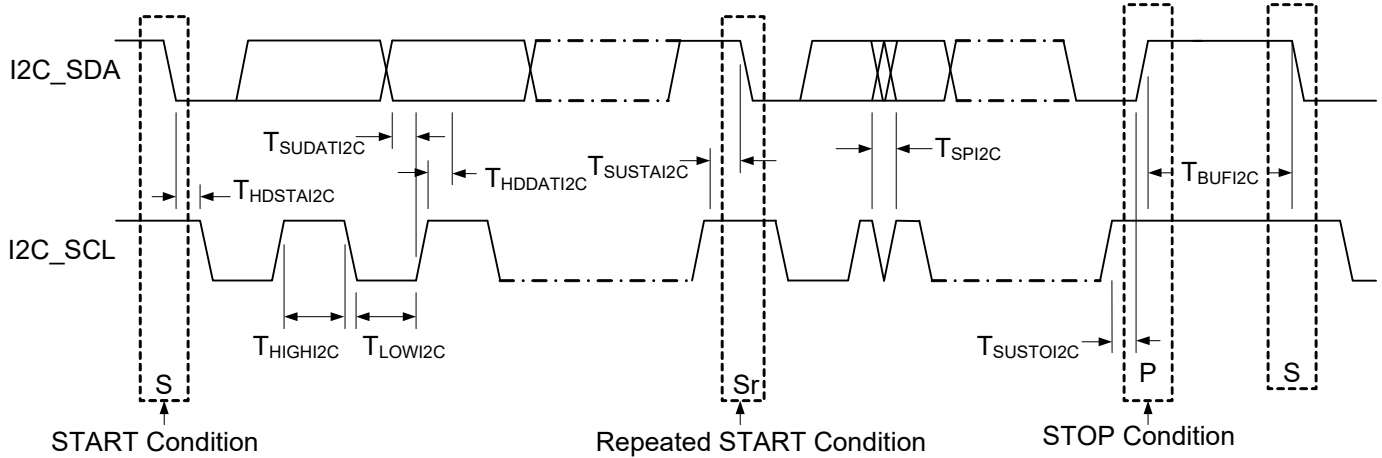 I2C_SDA
TSUDATI2C
THDDATI2C
TSUSTAI2C
TSPI2C
TBUFI2C
THDSTAI2C
I2C_SCL
THIGHI2C
TLOWI2C
TSUSTOI2C
S
Sr
P
S
START Condition
Repeated START Condition
STOP Condition